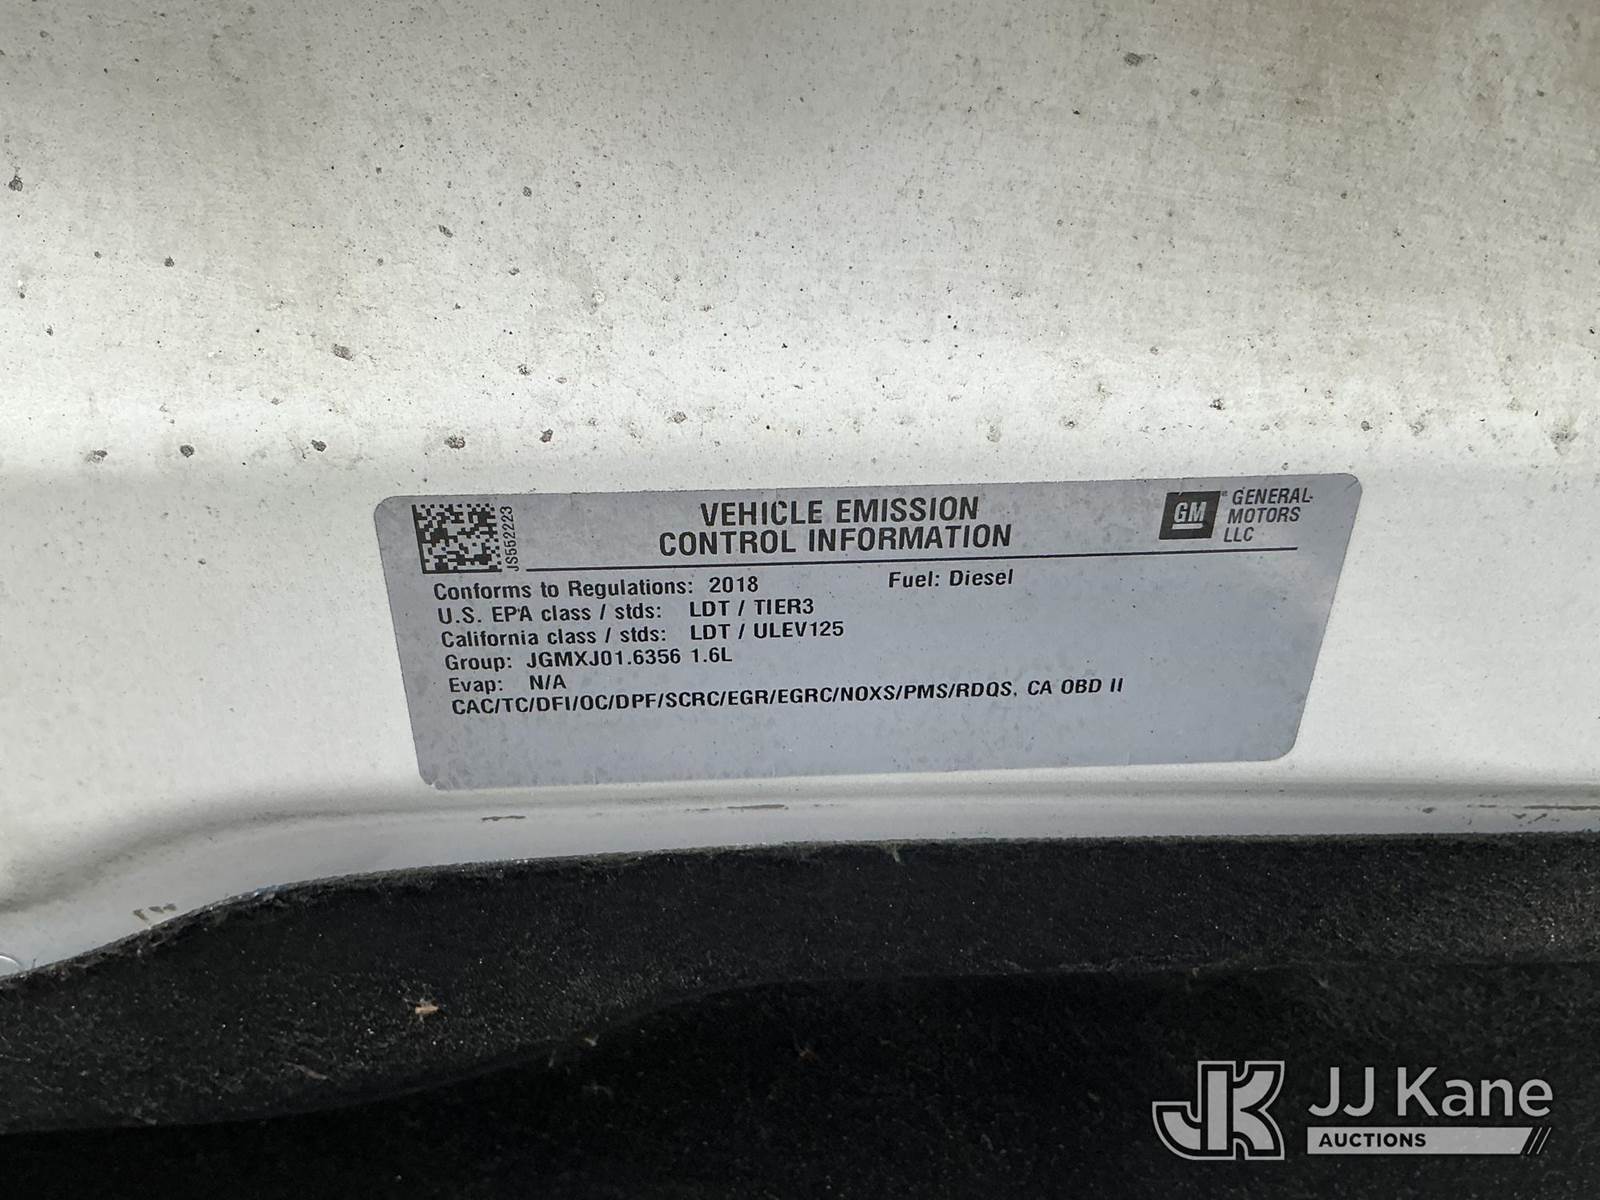 JS552223
VEHICLE EMISSION
CONTROL INFORMATION
GM
GENERAL
MOTORS
LLC
Conforms to Regulations: 2018 Fuel: Diesel
U.S. EPA class / stds: LDT / TIER3
California class / stds: LDT / ULEV125
Group: JGMXJ01.6356 1.6L
Evap: N/A
CAC/TC/DFI/OC/DPF/SCRC/EGR/EGRC/NOXS/PMS/RDQS, CA OBD II
JK JJ Kane
AUCTIONS